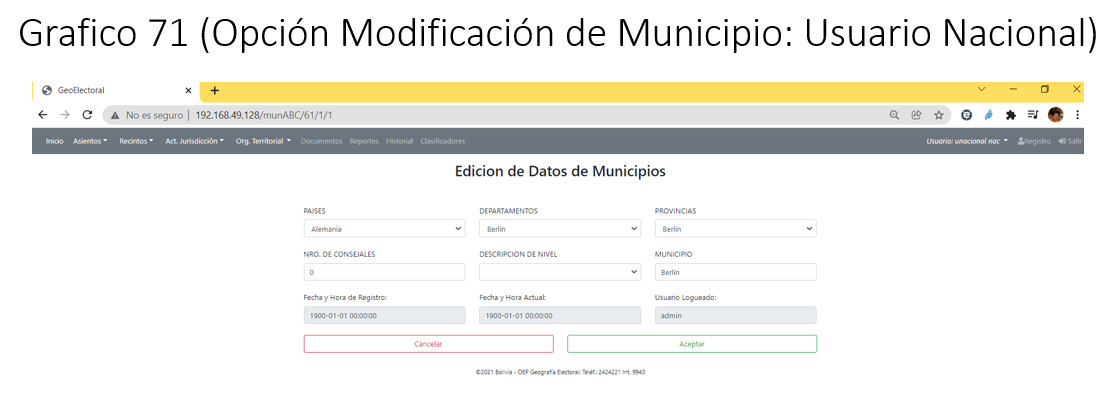 Grafico 71 (Opción Modificación de Municipio: Usuario Nacional)
GeoElectoral
No es seguro | 192.168.49.128/munABC/61/1/1
Inicio Asientos Recintos Act. Jurisdicción Org. Territorial Documentos Reportes Historial Clasificadores Usuario: unacional nac Registro Salir
Edicion de Datos de Municipios
PAISES DEPARTAMENTOS PROVINCIAS
Alemania Berlín Berlín
NRO. DE CONSEJALES DESCRIPCION DE NIVEL MUNICIPIO
0 Berlín
Fecha y Hora de Registro: Fecha y Hora Actual: Usuario Logueado:
1900-01-01 00:00:00 1900-01-01 00:00:00 admin
Cancelar Aceptar
©2021 Bolivia - OEP Geografía Electoral: Teléf.: 2424221 Int. 9943